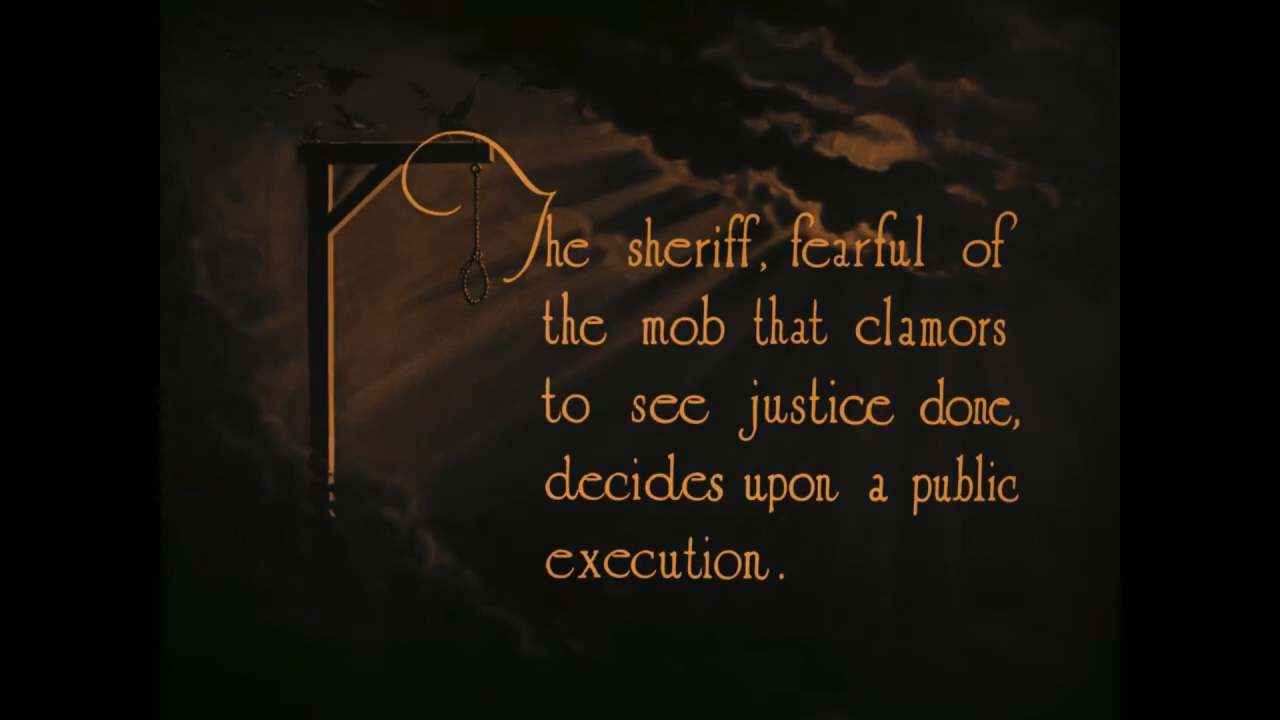 The sheriff, fearful of
the mob that clamors
to see justice done,
decides upon a public
execution.